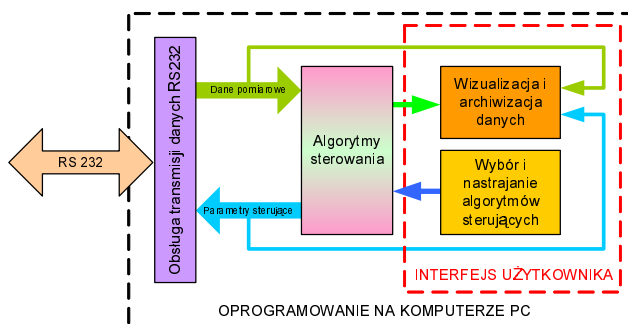 RS 232
Obsługa transmisji danych RS232
Dane pomiarowe
Parametry sterujące
Algorytmy
sterowania
Wizualizacja i
archiwizacja
danych
Wybór i
nastrajanie
algorytmów
sterujących
INTERFEJS UŻYTKOWNIKA
OPROGRAMOWANIE NA KOMPUTERZE PC